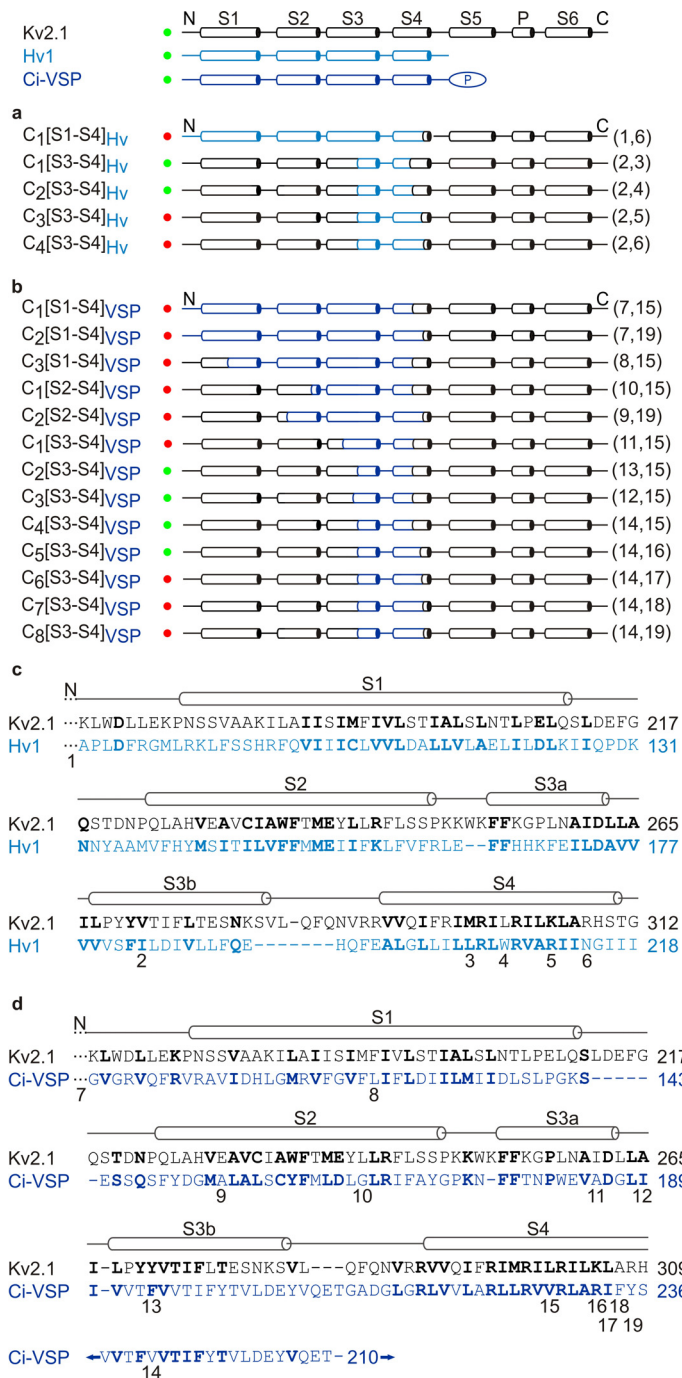 N S1 S2 S3 S4 S5 P S6 C
Kv2.1
Hv1
Ci-VSP P
a
N C
C1[S1-S4]Hv (1,6)
C1[S3-S4]Hv (2,3)
C2[S3-S4]Hv (2,4)
C3[S3-S4]Hv (2,5)
C4[S3-S4]Hv (2,6)
b
N C
C1[S1-S4]VSP (7,15)
C2[S1-S4]VSP (7,19)
C3[S1-S4]VSP (8,15)
C1[S2-S4]VSP (10,15)
C2[S2-S4]VSP (9,19)
C1[S3-S4]VSP (11,15)
C2[S3-S4]VSP (13,15)
C3[S3-S4]VSP (12,15)
C4[S3-S4]VSP (14,15)
C5[S3-S4]VSP (14,16)
C6[S3-S4]VSP (14,17)
C7[S3-S4]VSP (14,18)
C8[S3-S4]VSP (14,19)
c
N S1
Kv2.1 ···KLWDLLEKPNSSVAAKILAIISIMFIVLSTIALSLNTLPELQSLDEFG 217
Hv1 ···APLDFRGMLRKLFSSHRFQVIIICLVVLDALLVLAELILDLKIIQPDK 131
1
S2 S3a
Kv2.1 QSTDNPQLAHVEAVCIAWFTMEYLLRFLSSPKKWKFFKGPLNAIDLLA 265
Hv1 NNYAAMVFHYMSITILVFFMMEIIFKLFVFRLE--FFHHKFEILDAVV 177
S3b S4
Kv2.1 ILPYYVTIFLTESNKSVL-QFQNVRRVVQIFRIMRILRILKLARHSTG 312
Hv1 VVVSFILDIVLLFQE-------HQFEALGLLILLRLWRVARIINGIII 218
2 3 4 5 6
d
N S1
Kv2.1 ···KLWDLLEKPNSSVAAKILAIISIMFIVLSTIALSLNTLPELQSLDEFG 217
Ci-VSP ···GVGRVQFRVRAVIDHLGMRVFGVFLIFLDIILMIIDLSLPGKS----- 143
7 8
S2 S3a
Kv2.1 QSTDNPQLAHVEAVCIAWFTMEYLLRFLSSPKKWKFFKGPLNAIDLLA 265
Ci-VSP -ESSQSFYDGMALALSCYFMLDLGLRIFAYGPKN-FFTNPWEVADGLI 189
9 10 11 12
S3b S4
Kv2.1 I-LPYYVTIFLTESNKSVL---QFQNVRRVVQIFRIMRILRILKLARH 309
Ci-VSP I-VVTFVVTIFYTVLDEYVQETGADGLGRLVVLARLLRVVRLARIFYS 236
13 15 16 18
17 19
Ci-VSP VVTFVVTIFYTVLDEYVQET- 210
14